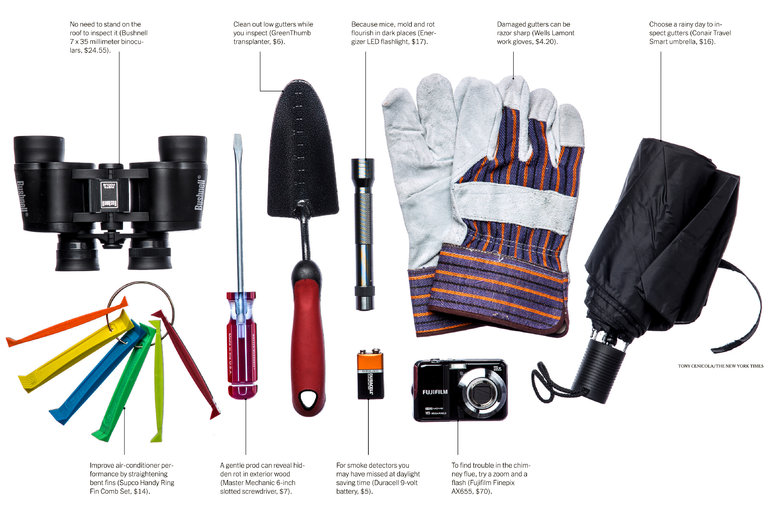 No need to stand on the
roof to inspect it (Bushnell
7 x 35 millimeter binocu-
lars, $24.55).
Clean out low gutters while
you inspect (GreenThumb
transplanter, $6).
Because mice, mold and rot
flourish in dark places (Ener-
gizer LED flashlight, $17).
Damaged gutters can be
razor sharp (Wells Lamont
work gloves, $4.20).
Choose a rainy day to in-
spect gutters (Conair Travel
Smart umbrella, $16).
Bushnell
Bushnell
Bushnell
DURACELL
FUJIFILM
TONY CENICOLA/THE NEW YORK TIMES
Improve air-conditioner per-
formance by straightening
bent fins (Supco Handy Ring
Fin Comb Set, $14).
A gentle prod can reveal hid-
den rot in exterior wood
(Master Mechanic 6-inch
slotted screwdriver, $7).
For smoke detectors you
may have missed at daylight
saving time (Duracell 9-volt
battery, $5).
To find trouble in the chim-
ney flue, try a zoom and a
flash (Fujifilm Finepix
AX655, $70).